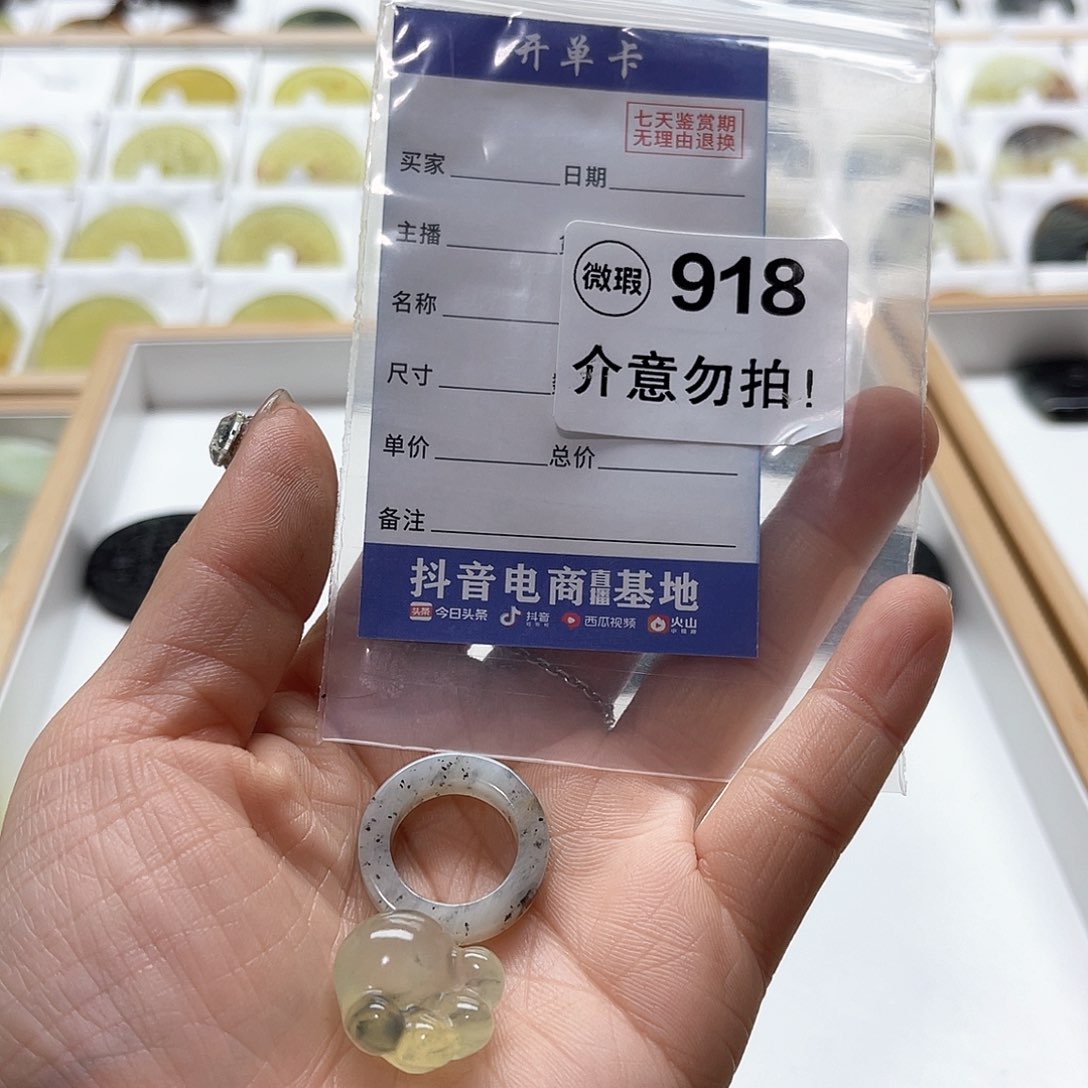 开单卡
七天鉴赏期
无理由退换
买家
日期
主播
微瑕 918
名称
介意勿拍!
尺寸
单价
总价
备注
抖音电商直播基地
头条 今日头条 抖音 西瓜视频 火山